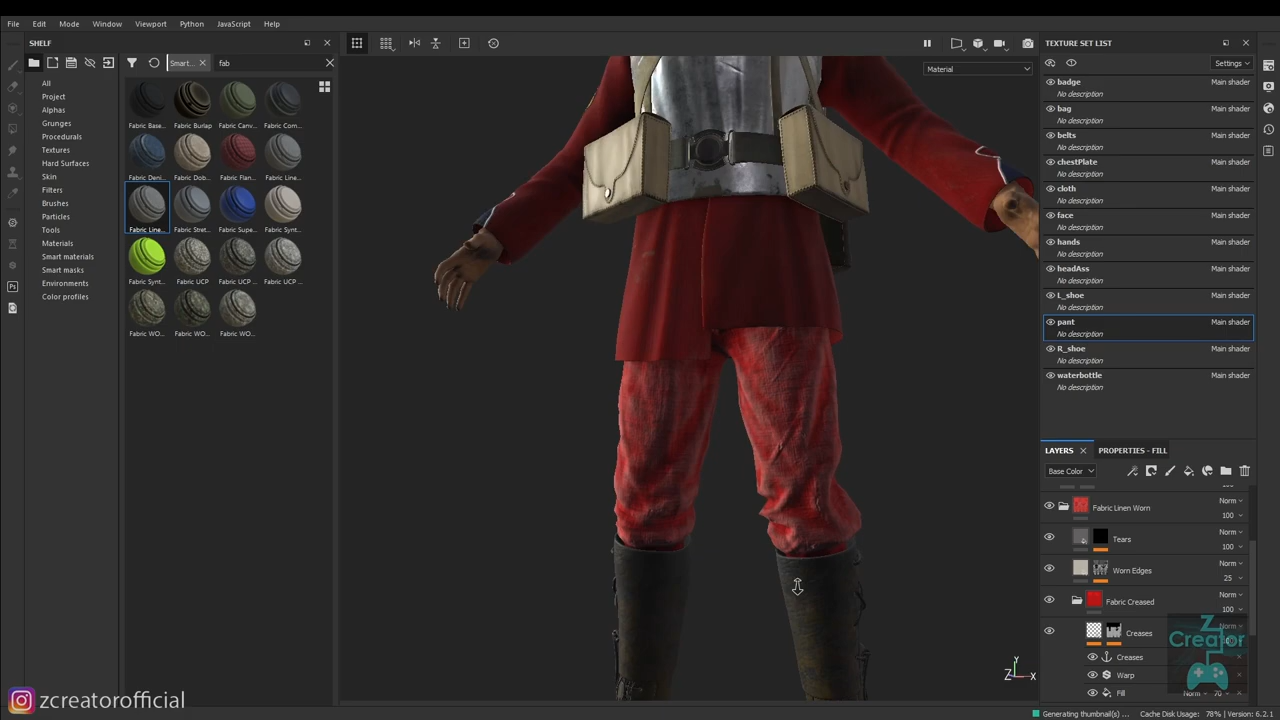 File Edit Mode Window Viewport Python JavaScript Help
SHELF
Smart... fab
All
Project
Alphas
Grunges
Procedurals
Textures
Hard Surfaces
Skin
Filters
Brushes
Particles
Tools
Materials
Smart materials
Smart masks
Environments
Color profiles
Fabric Base... Fabric Burlap Fabric Canv... Fabric Com...
Fabric Deni... Fabric Dob... Fabric Flan... Fabric Line...
Fabric Line... Fabric Stret... Fabric Supe... Fabric Synt...
Fabric Synt... Fabric UCP Fabric UCP ... Fabric UCP ...
Fabric WO... Fabric WO... Fabric WO...
Material
Y
Z X
Ps
TEXTURE SET LIST
Settings
badge Main shader
No description
bag Main shader
No description
belts Main shader
No description
chestPlate Main shader
No description
cloth Main shader
No description
face Main shader
No description
hands Main shader
No description
headAss Main shader
No description
L_shoe Main shader
No description
pant Main shader
No description
R_shoe Main shader
No description
waterbottle Main shader
No description
LAYERS PROPERTIES - FILL
Base Color
Fabric Linen Worn Norm
100
Tears Norm
100
Worn Edges Norm
25
Fabric Creased Norm
100
Creases Norm
Creases
Warp
Fill Norm 70
Z
Creator
zcreatorofficial
Generating thumbnail(s) ... Cache Disk Usage: 78% | Version: 6.2.1